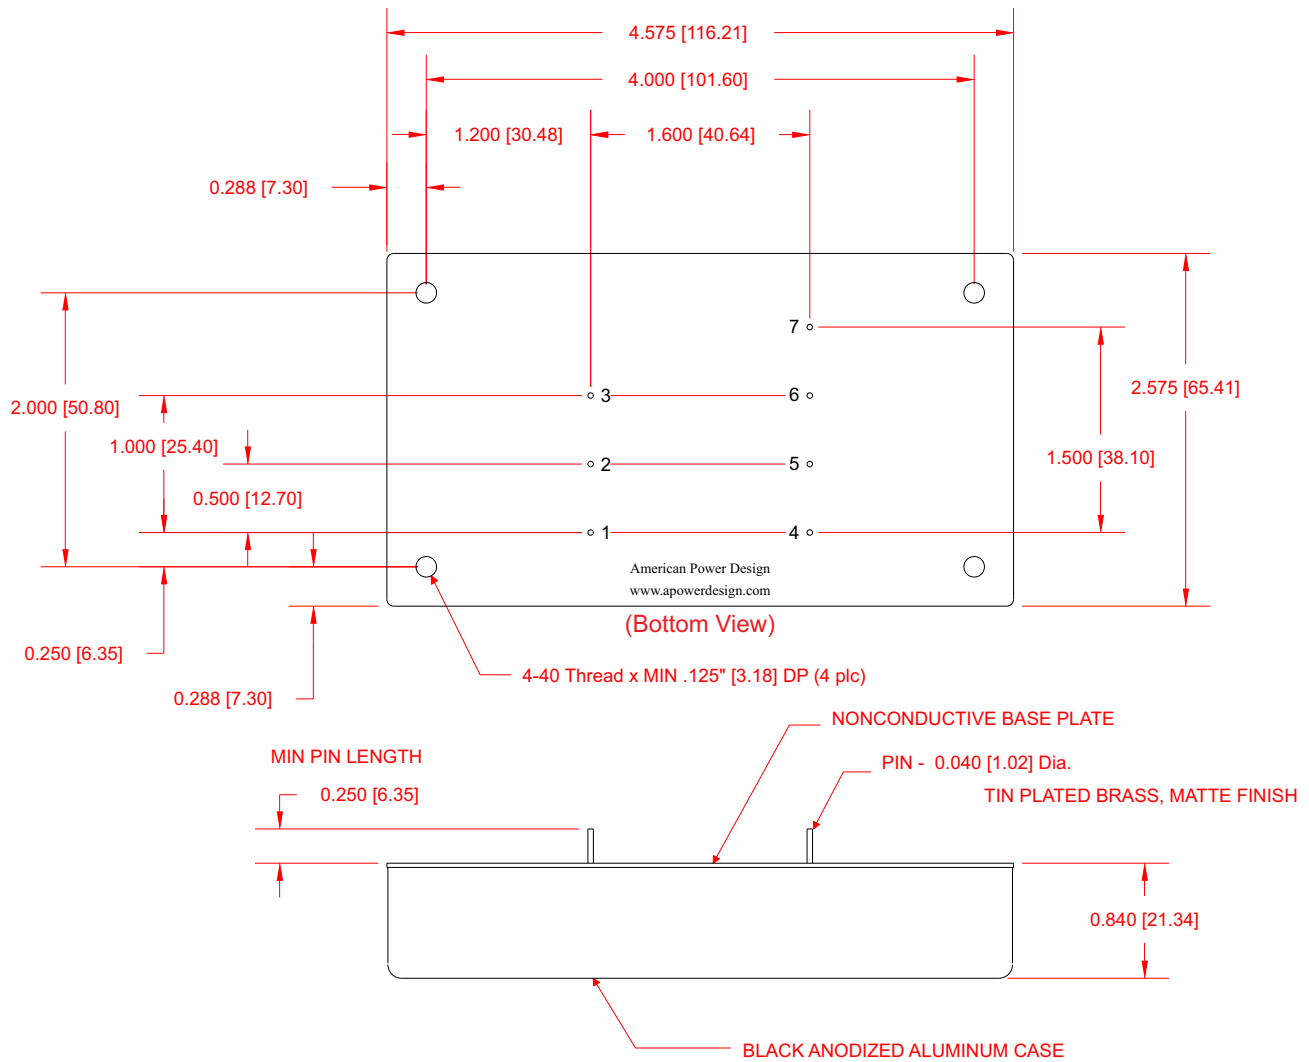 4.575 [116.21]
4.000 [101.60]
1.200 [30.48]
1.600 [40.64]
0.288 [7.30]
7
2.000 [50.80]
3
6
2.575 [65.41]
1.000 [25.40]
2
5
1.500 [38.10]
0.500 [12.70]
1
4
American Power Design
www.apowerdesign.com
(Bottom View)
0.250 [6.35]
0.288 [7.30]
4-40 Thread x MIN .125" [3.18] DP (4 plc)
NONCONDUCTIVE BASE PLATE
MIN PIN LENGTH
0.250 [6.35]
PIN - 0.040 [1.02] Dia.
TIN PLATED BRASS, MATTE FINISH
0.840 [21.34]
BLACK ANODIZED ALUMINUM CASE